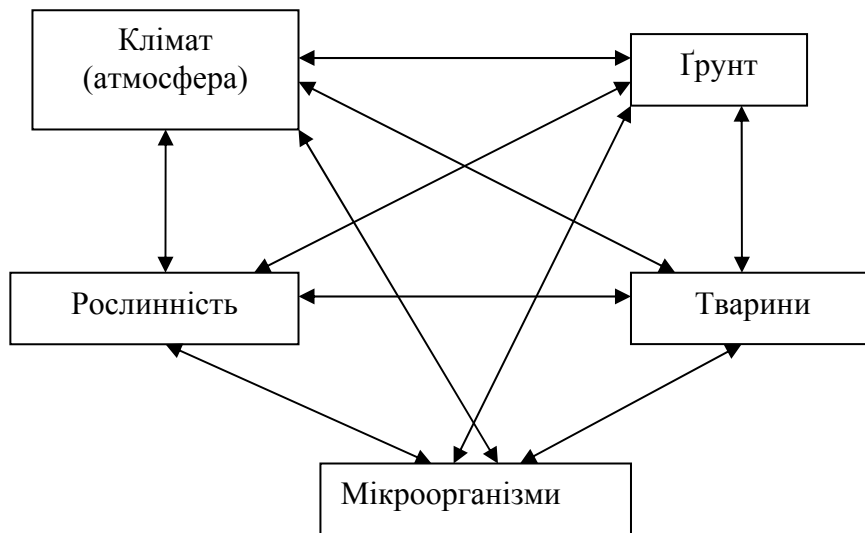 Клімат
(атмосфера)
Ґрунт
Рослинність
Тварини
Мікроорганізми